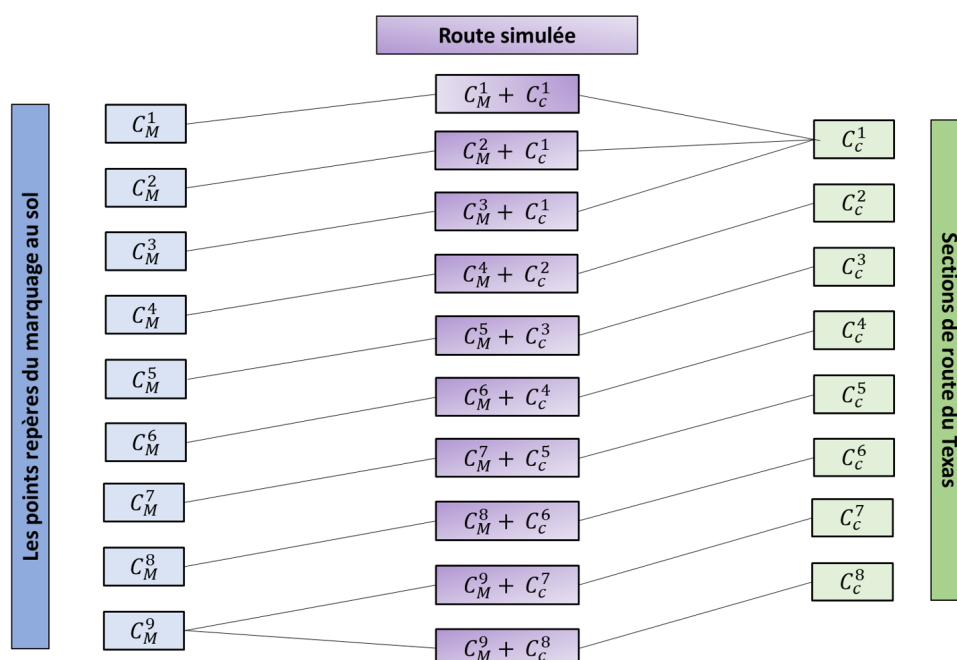 Route simulée
Les points repères du marquage au sol
Sections de route du Texas
C_M^1
C_M^2
C_M^3
C_M^4
C_M^5
C_M^6
C_M^7
C_M^8
C_M^9
C_M^1 + C_c^1
C_M^2 + C_c^1
C_M^3 + C_c^1
C_M^4 + C_c^2
C_M^5 + C_c^3
C_M^6 + C_c^4
C_M^7 + C_c^5
C_M^8 + C_c^6
C_M^9 + C_c^7
C_M^9 + C_c^8
C_c^1
C_c^2
C_c^3
C_c^4
C_c^5
C_c^6
C_c^7
C_c^8